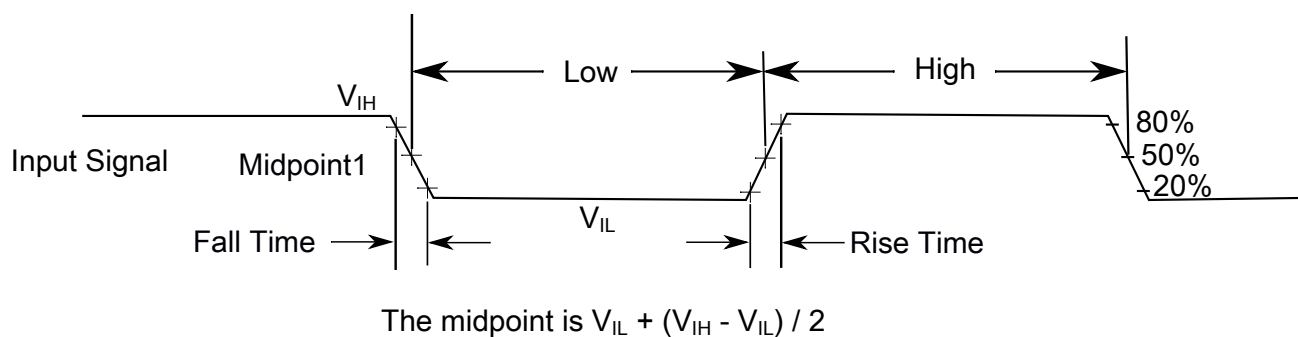 Low
High
VIH
80%
Input Signal
Midpoint1
50%
20%
VIL
Fall Time
Rise Time
The midpoint is VIL + (VIH - VIL) / 2